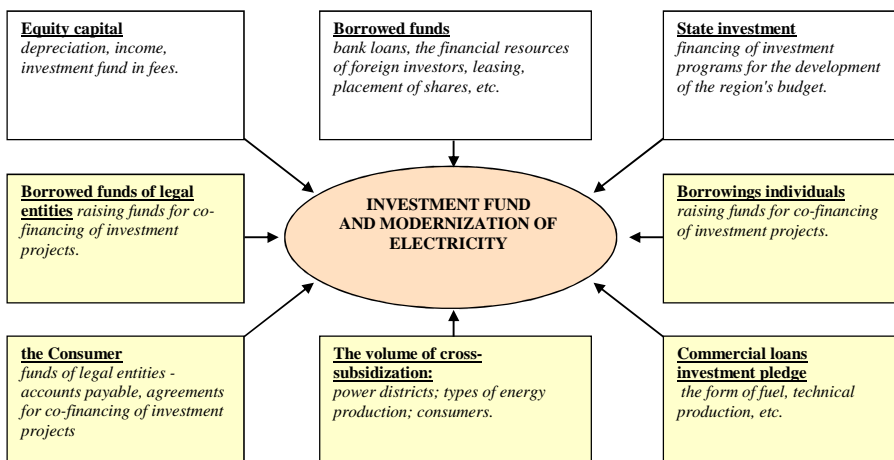 Equity capital
depreciation, income,
investment fund in fees.
Borrowed funds
bank loans, the financial resources
of foreign investors, leasing,
placement of shares, etc.
State investment
financing of investment
programs for the development
of the region's budget.
Borrowed funds of legal
entities raising funds for co-
financing of investment
projects.
INVESTMENT FUND
AND MODERNIZATION OF
ELECTRICITY
Borrowings individuals
raising funds for co-financing
of investment projects.
the Consumer
funds of legal entities -
accounts payable, agreements
for co-financing of investment
projects
The volume of cross-
subsidization:
power districts; types of energy
production; consumers.
Commercial loans
investment pledge
the form of fuel, technical
production, etc.